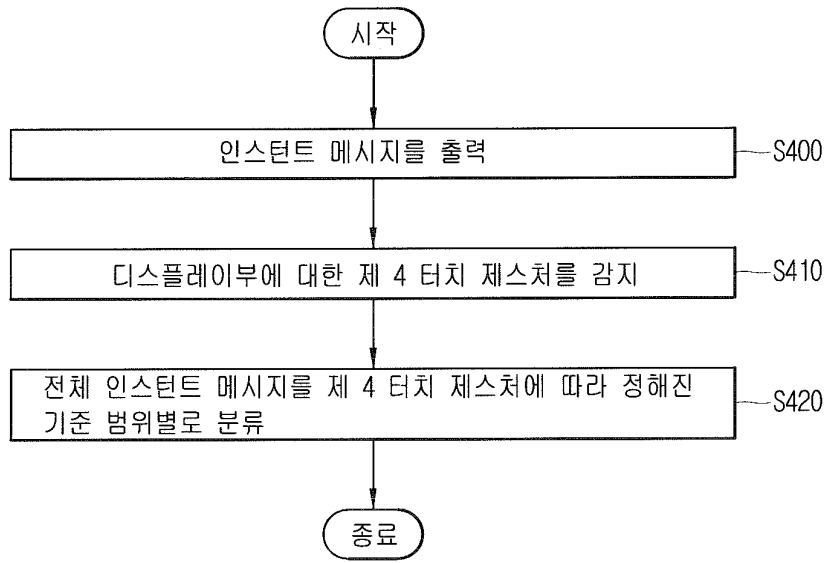 시작
인스턴트 메시지를 출력
S400
디스플레이부에 대한 제 4 터치 제스처를 감지
S410
전체 인스턴트 메시지를 제 4 터치 제스처에 따라 정해진
기준 범위별로 분류
S420
종료